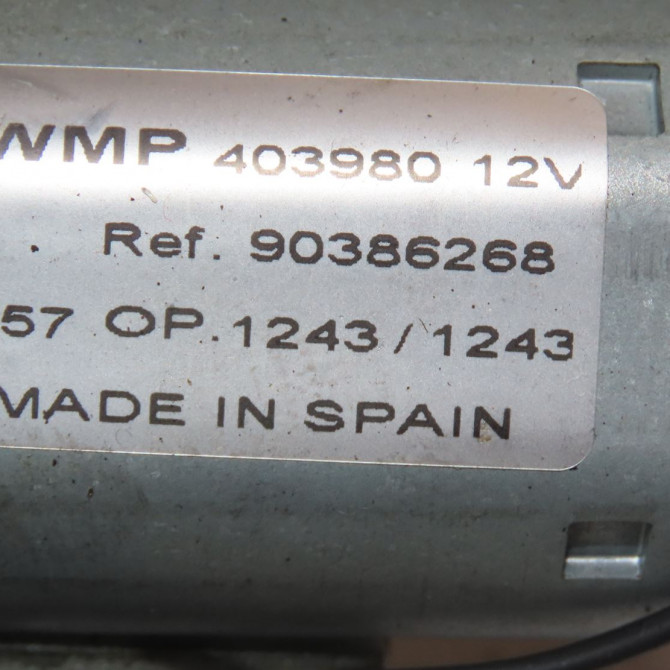 WMP 403980 12V
Ref. 90386268
57 OP. 1243/1243
MADE IN SPAIN